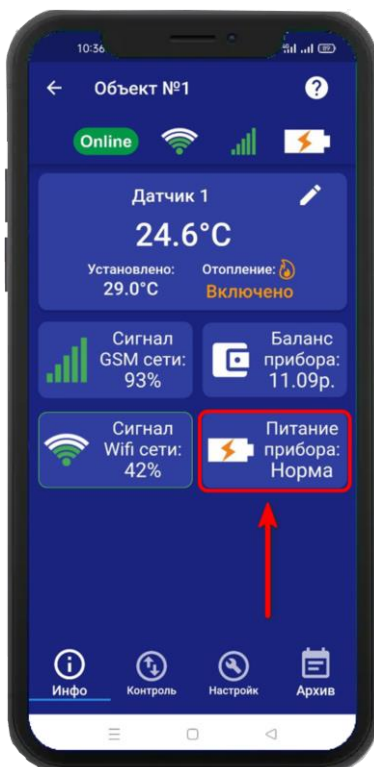 10:36
89
Объект №1
?
Online
Датчик 1
24.6°C
Установлено:
29.0°C
Отопление:
Включено
Сигнал
GSM сети:
93%
Баланс
прибора:
11.09р.
Сигнал
Wifi сети:
42%
Питание
прибора:
Норма
Инфо
Контроль
Настройк
Архив